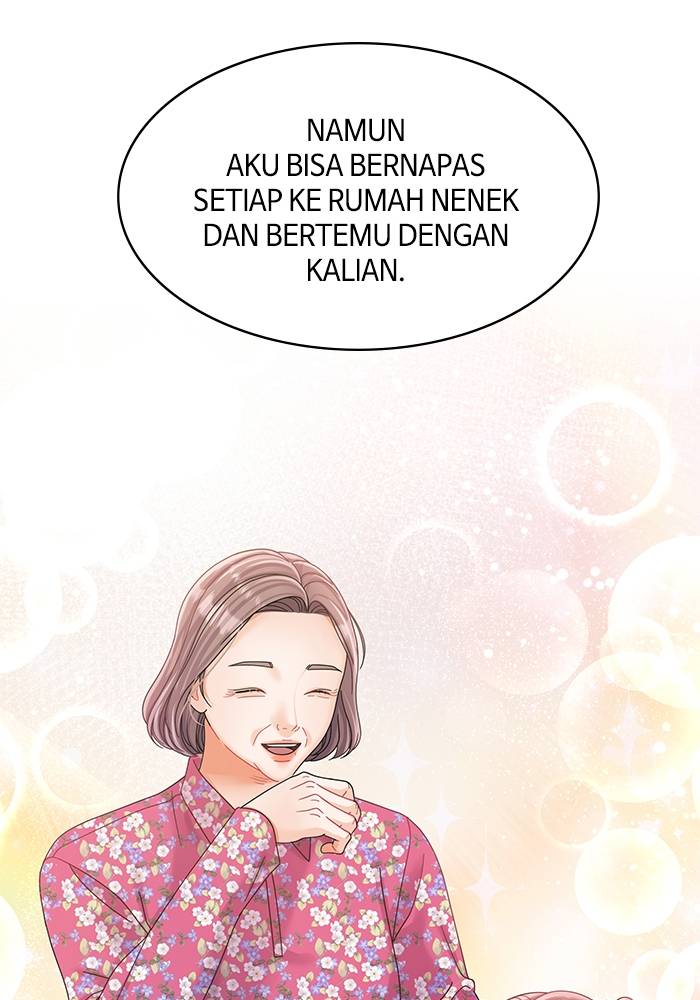 NAMUN
AKU BISA BERNAPAS
SETIAP KE RUMAH NENEK
DAN BERTEMU DENGAN
KALIAN.